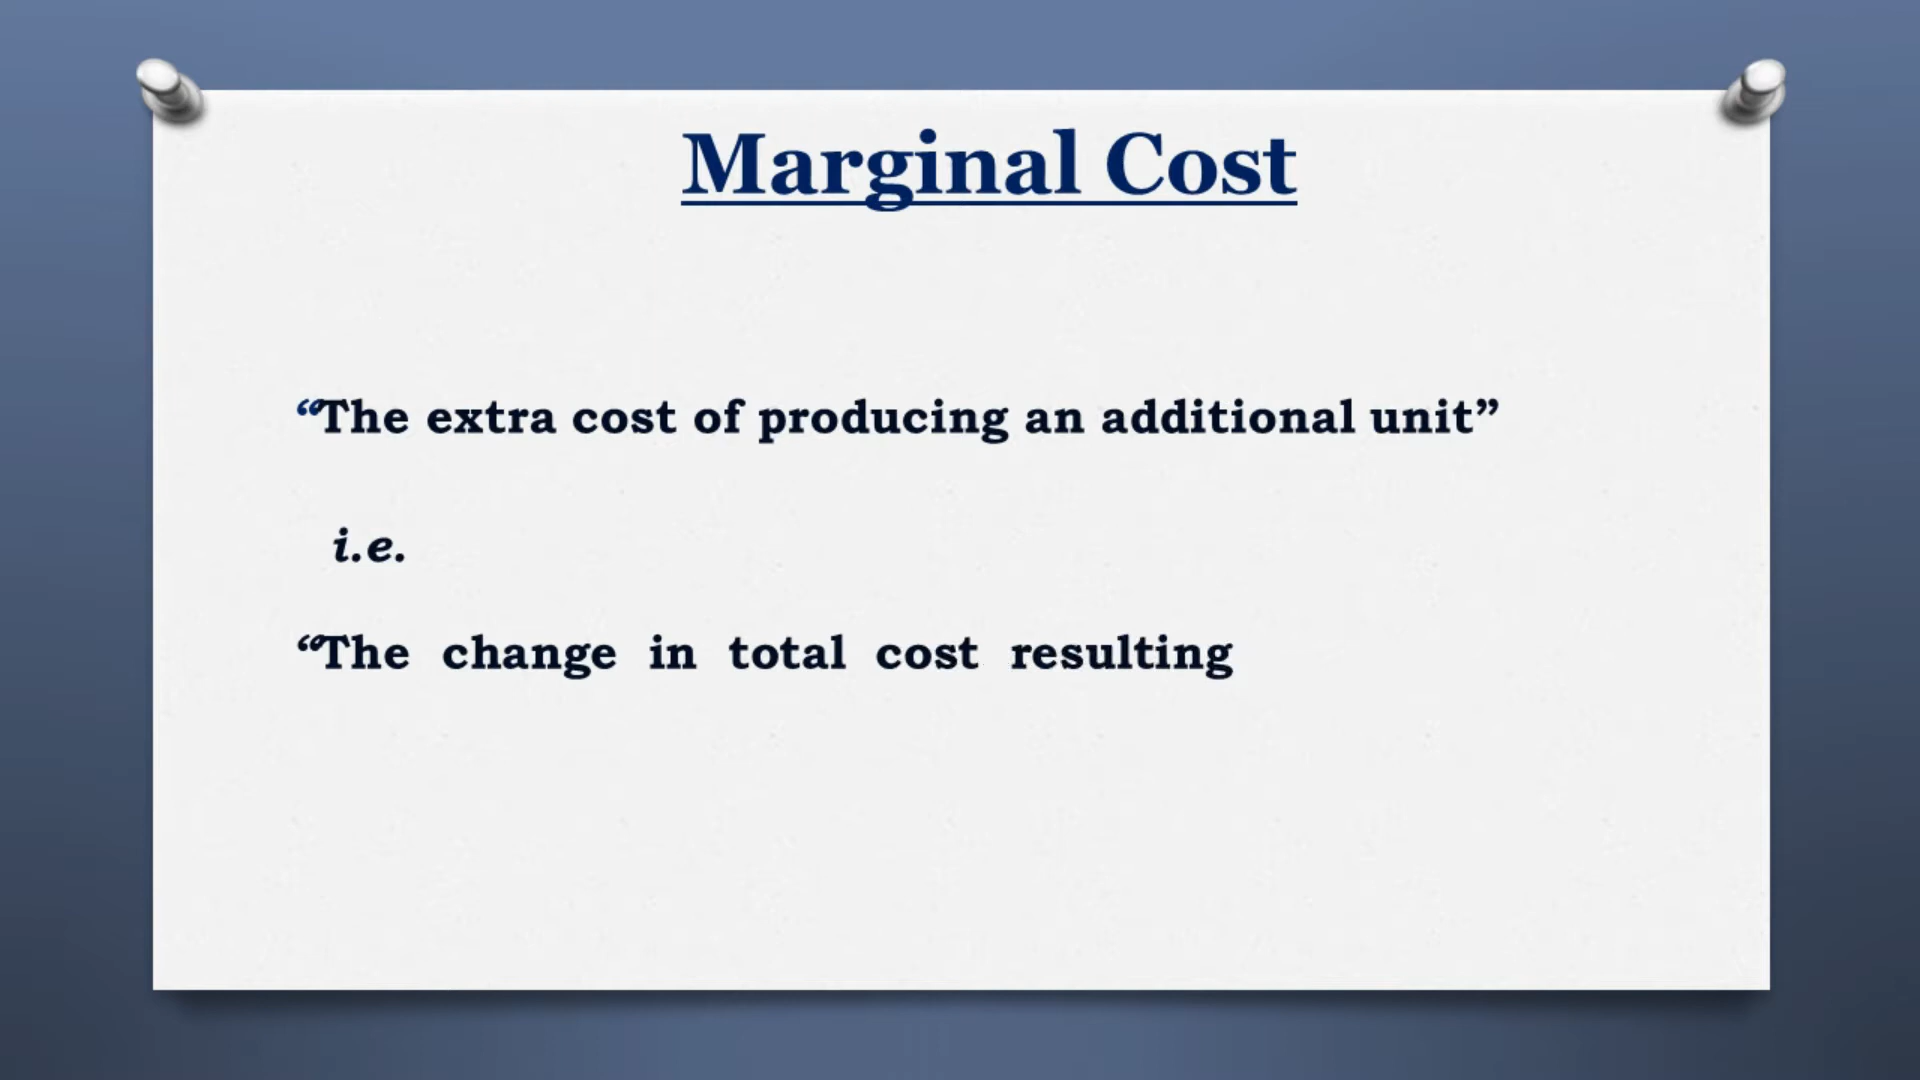 Marginal Cost
“The extra cost of producing an additional unit”
i.e.
“The change in total cost resulting